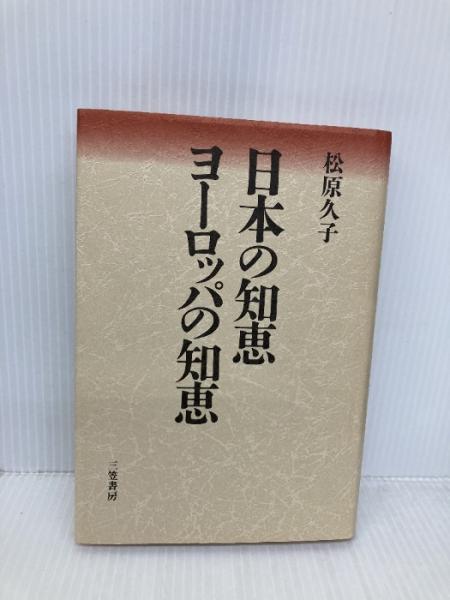 松原久子
日本の知恵
ヨーロッパの知恵
三笠書房